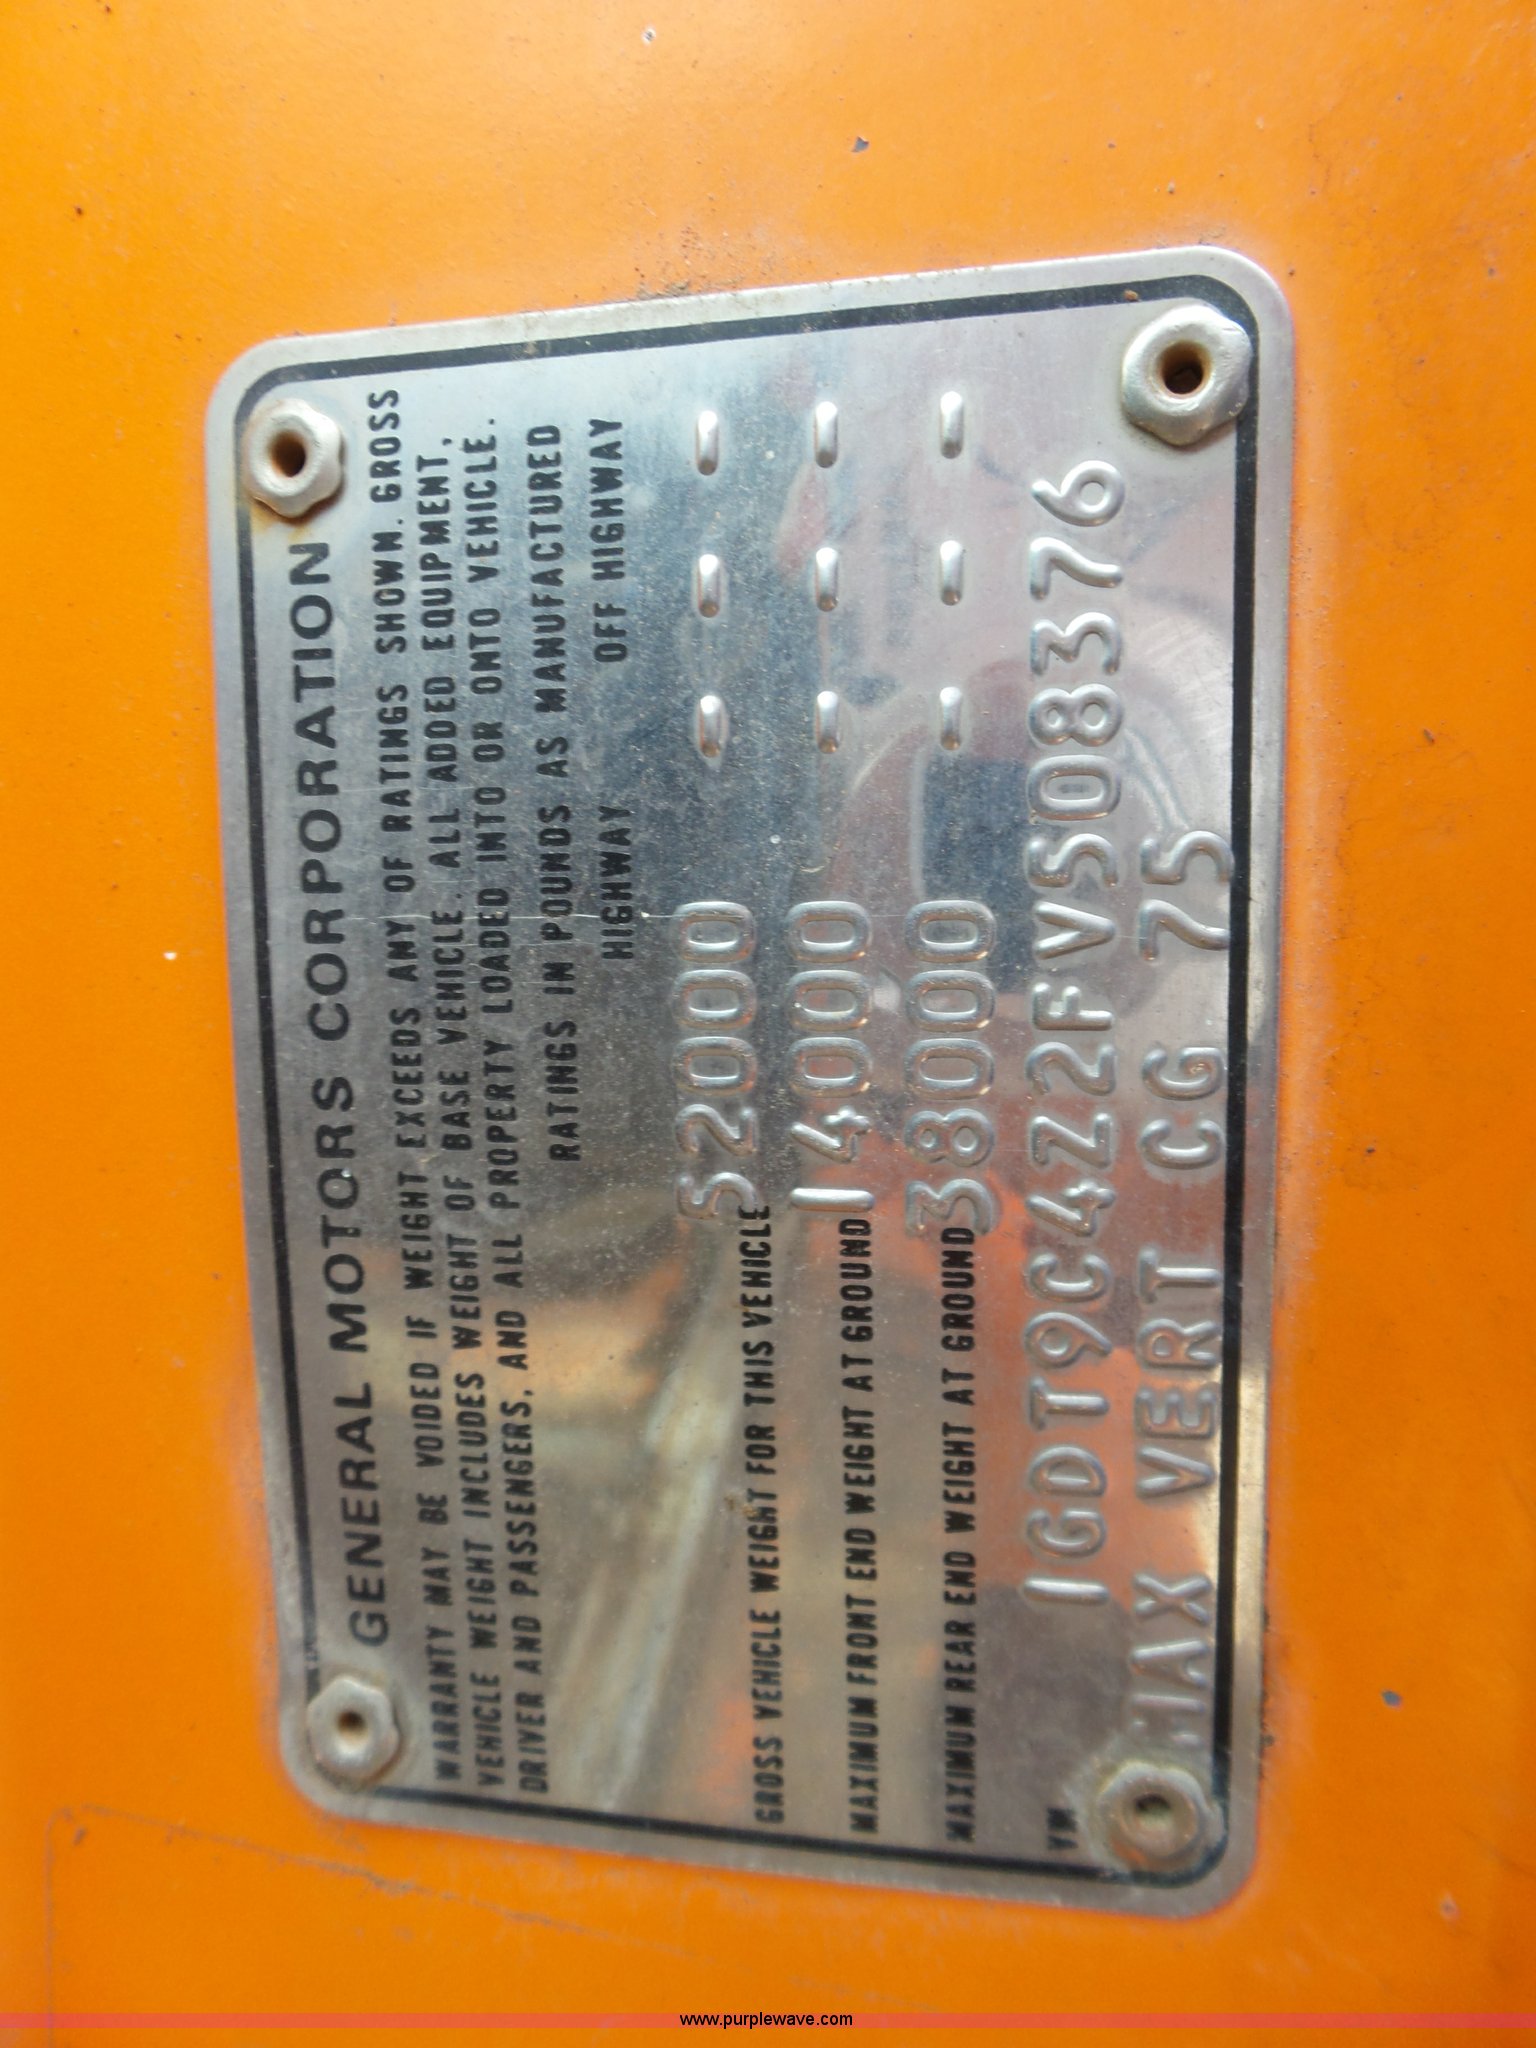 GENERAL MOTORS CORPORATION
WARRANTY MAY BE VOIDED IF WEIGHT EXCEEDS ANY OF RATINGS SHOWN. GROSS
VEHICLE WEIGHT INCLUDES WEIGHT OF BASE VEHICLE. ALL ADDED EQUIPMENT,
DRIVER AND PASSENGERS, AND ALL PROPERTY LOADED INTO OR ONTO VEHICLE.
RATINGS IN POUNDS AS MANUFACTURED
HIGHWAY OFF HIGHWAY
GROSS VEHICLE WEIGHT FOR THIS VEHICLE 52000 - - -
MAXIMUM FRONT END WEIGHT AT GROUND 14000 - - -
MAXIMUM REAR END WEIGHT AT GROUND 38000 - - -
1GDT9C4Z2FV508376
MAX VERT CG 75
www.purplewave.com